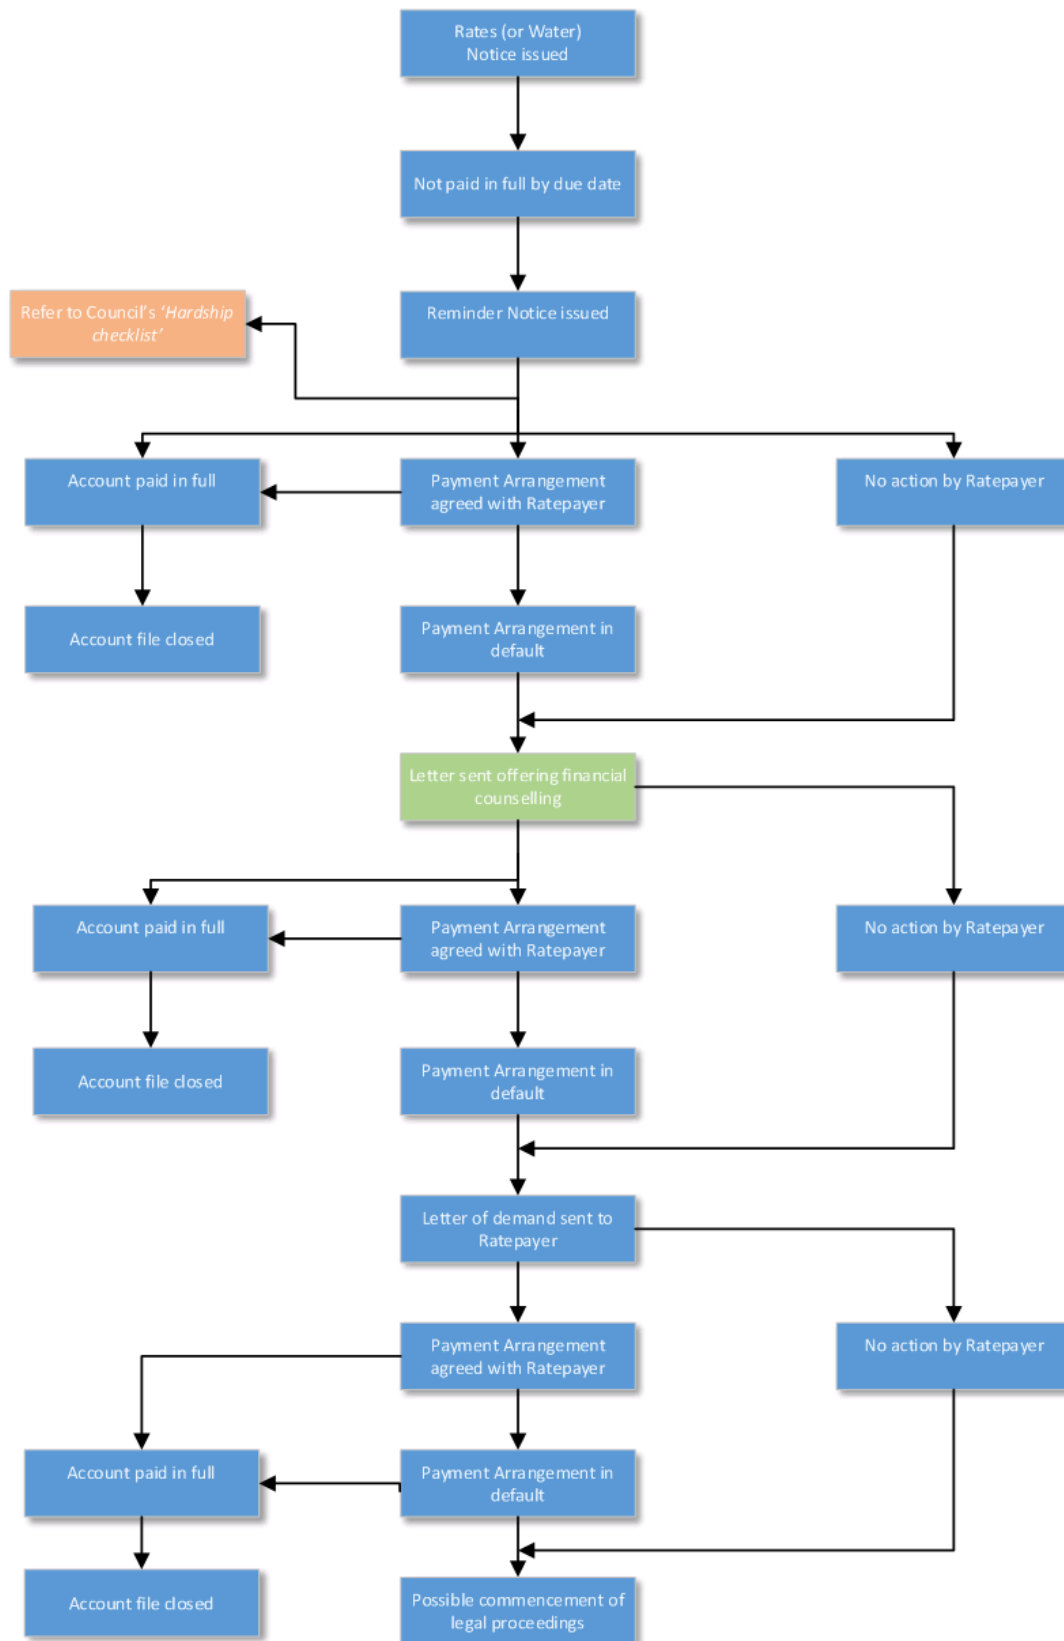 Rates (or Water)
Notice issued
Not paid in full by due date
Refer to Council's 'Hardship
checklist'
Reminder Notice issued
Account paid in full
Payment Arrangement
agreed with Ratepayer
No action by Ratepayer
Account file closed
Payment Arrangement in
default
Letter sent offering financial
counselling
Account paid in full
Payment Arrangement
agreed with Ratepayer
No action by Ratepayer
Account file closed
Payment Arrangement in
default
Letter of demand sent to
Ratepayer
Payment Arrangement
agreed with Ratepayer
No action by Ratepayer
Account paid in full
Payment Arrangement in
default
Account file closed
Possible commencement of
legal proceedings